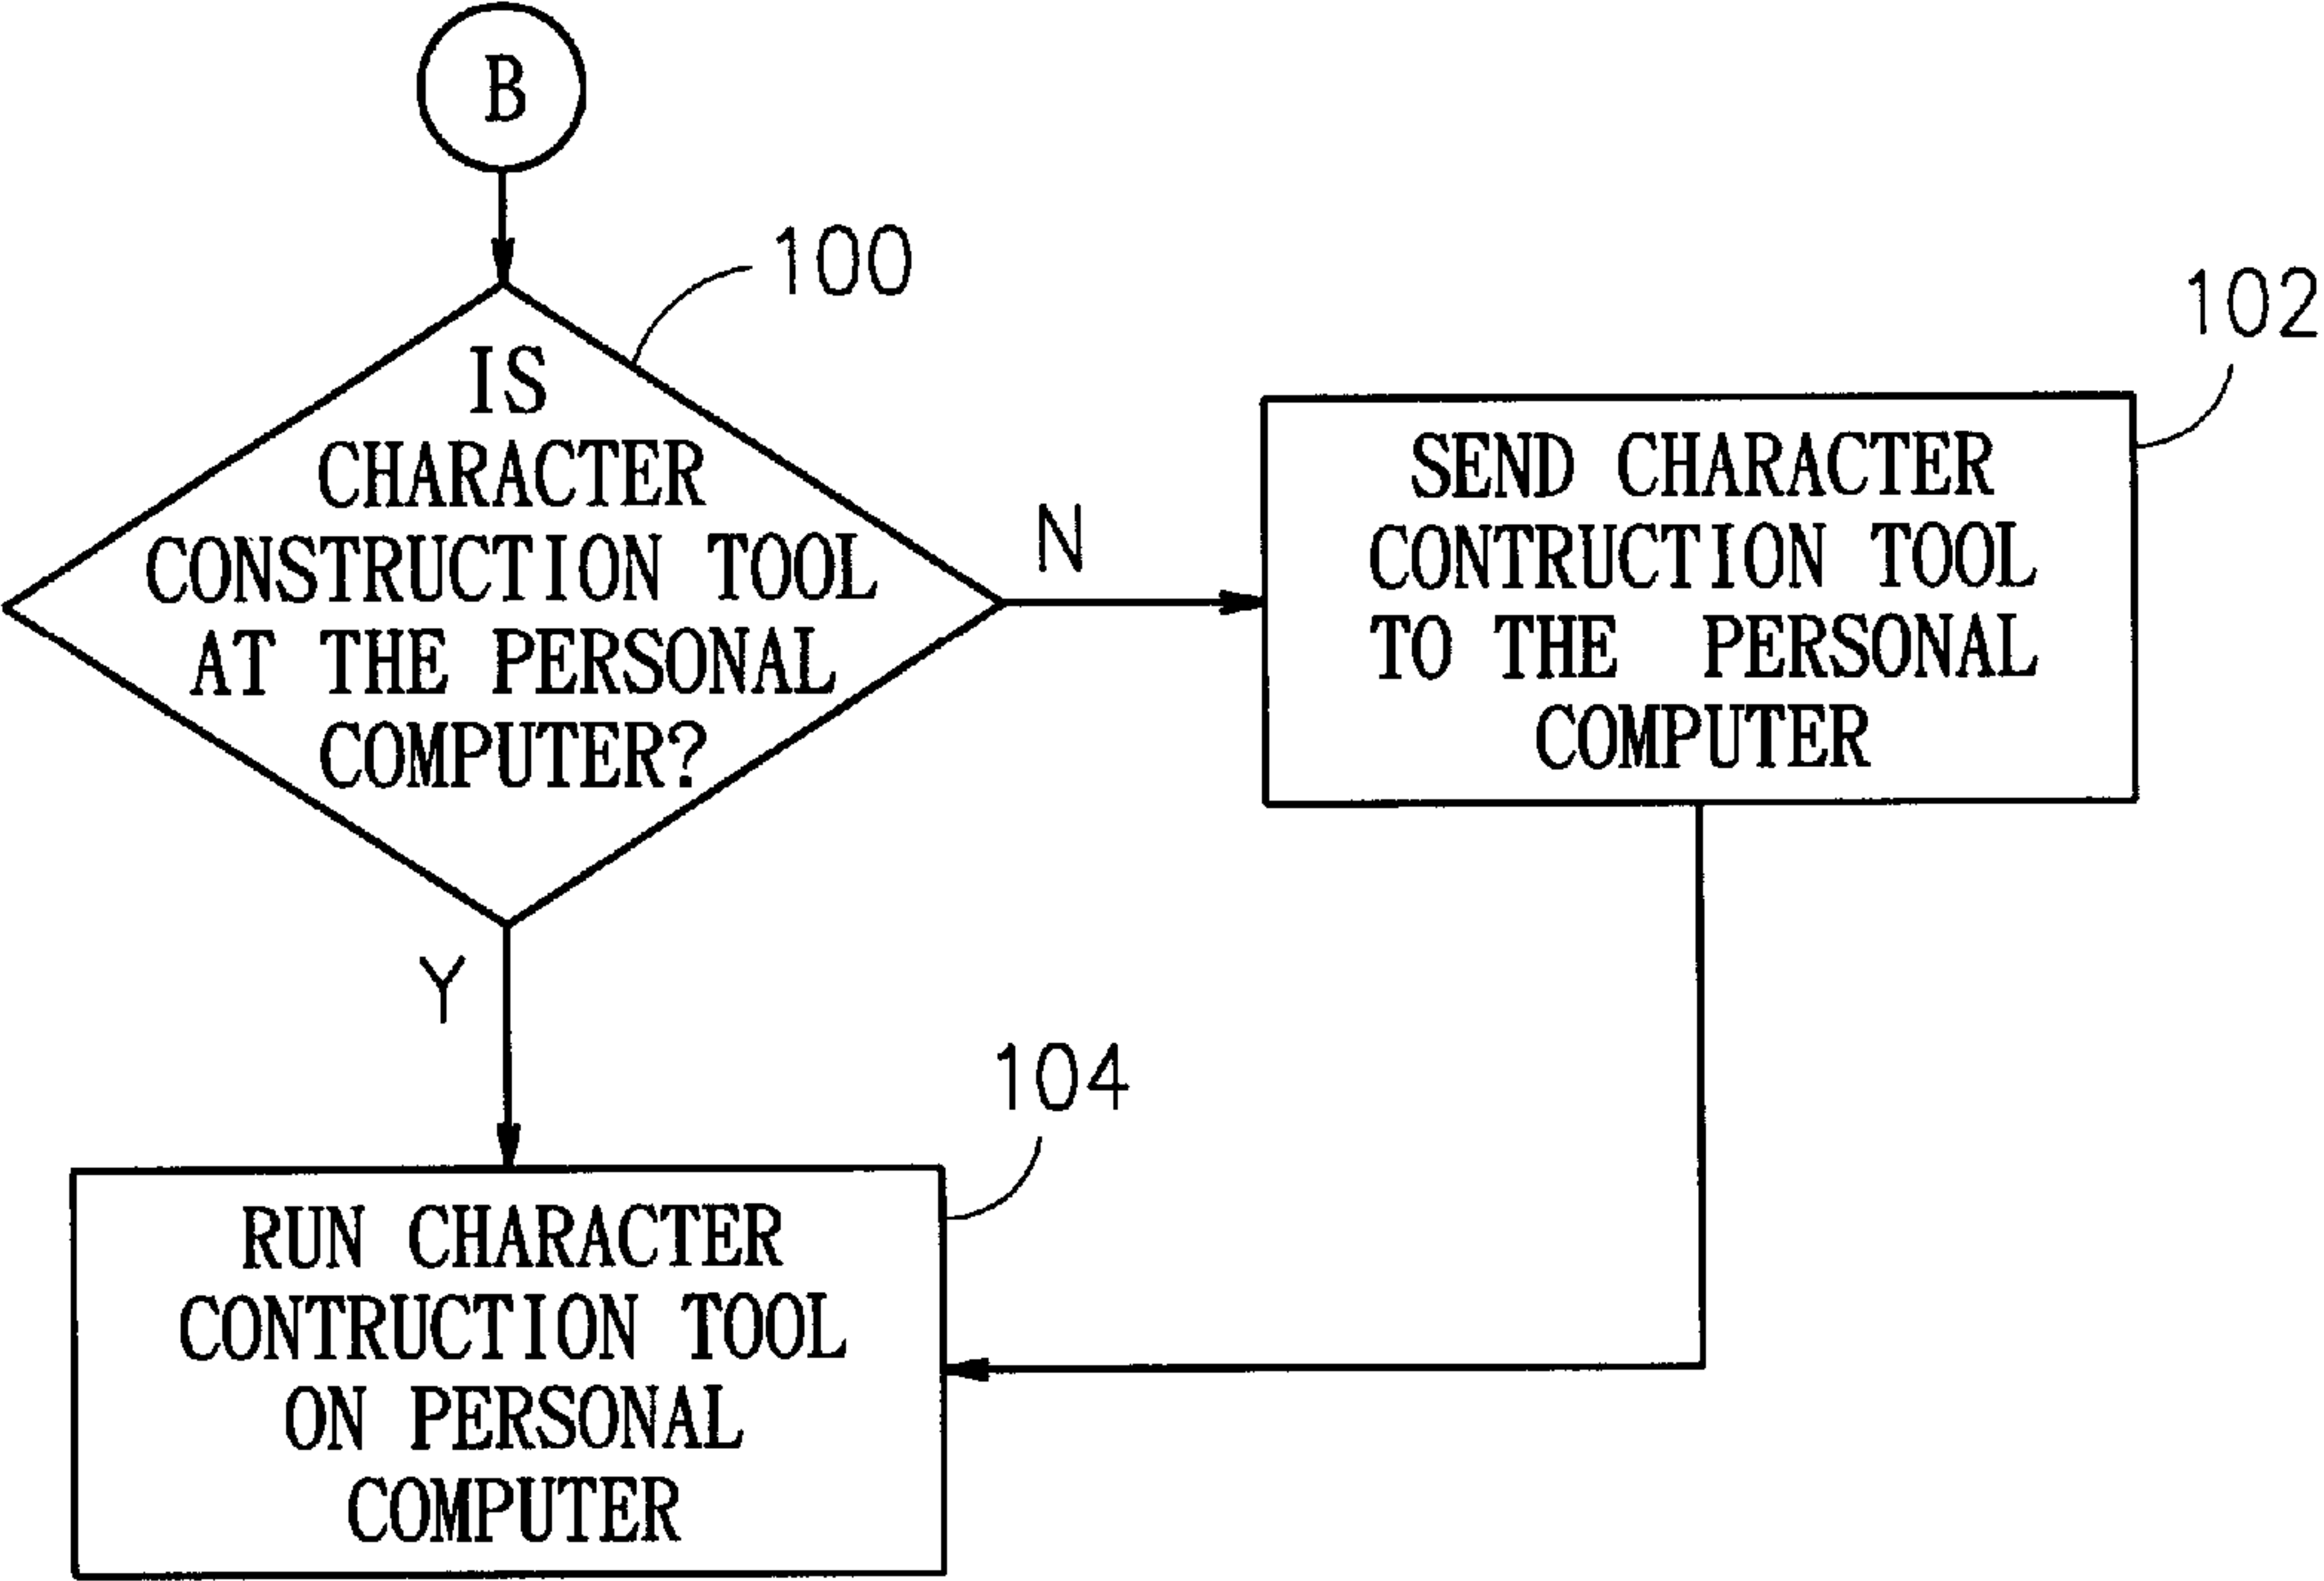 B
100
IS
CHARACTER
CONSTRUCTION TOOL
AT THE PERSONAL
COMPUTER?
N
102
SEND CHARACTER
CONTRUCTION TOOL
TO THE PERSONAL
COMPUTER
Y
104
RUN CHARACTER
CONTRUCTION TOOL
ON PERSONAL
COMPUTER